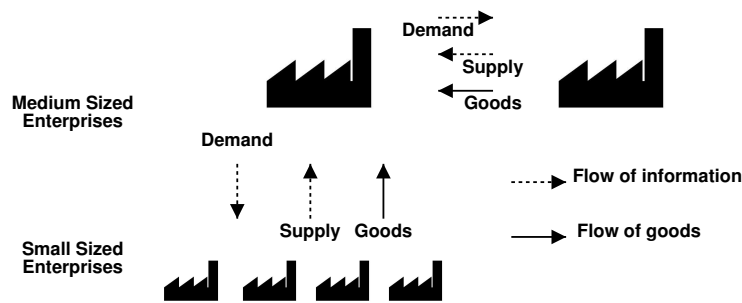 Demand
Supply
Goods
Medium Sized
Enterprises
Demand
Flow of information
Supply Goods
Flow of goods
Small Sized
Enterprises